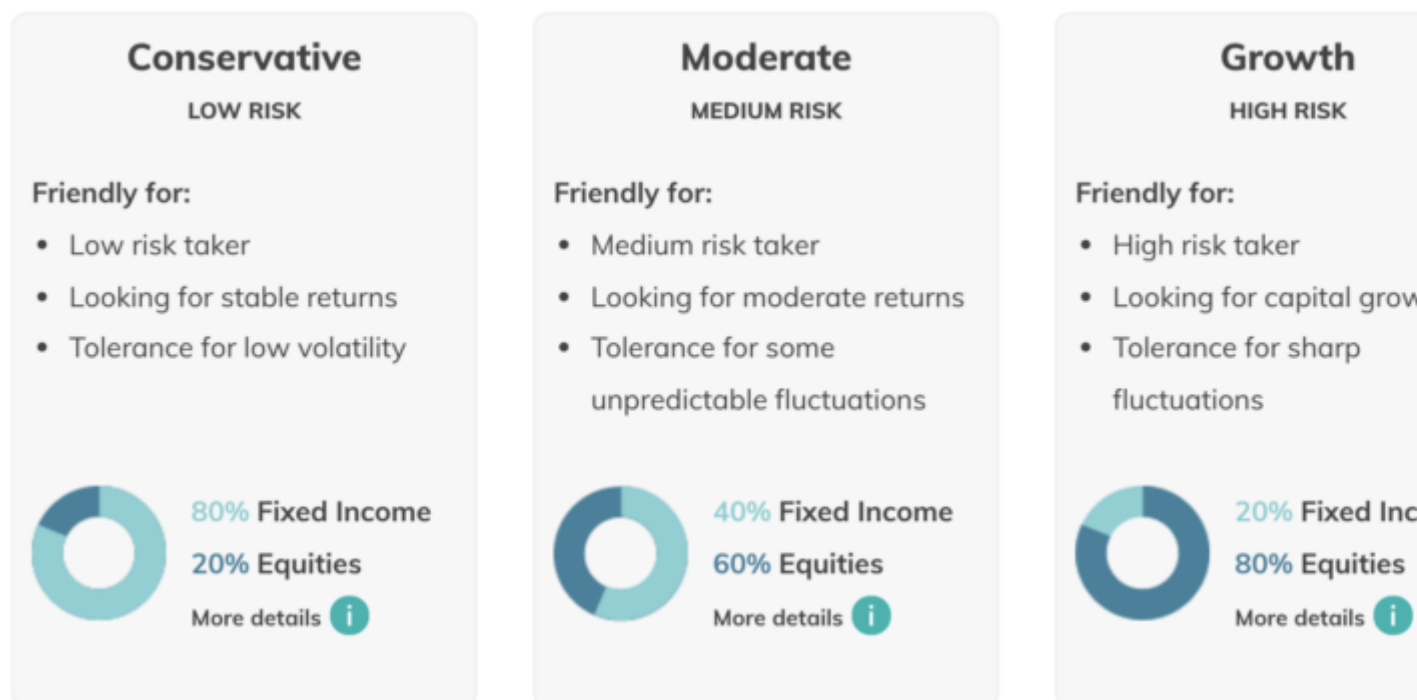 Conservative
LOW RISK
Friendly for:
• Low risk taker
• Looking for stable returns
• Tolerance for low volatility
80% Fixed Income
20% Equities
More details i
Moderate
MEDIUM RISK
Friendly for:
• Medium risk taker
• Looking for moderate returns
• Tolerance for some
unpredictable fluctuations
40% Fixed Income
60% Equities
More details i
Growth
HIGH RISK
Friendly for:
• High risk taker
• Looking for capital
• Tolerance for sharp
fluctuations
20% Fixed
80% Equities
More details i